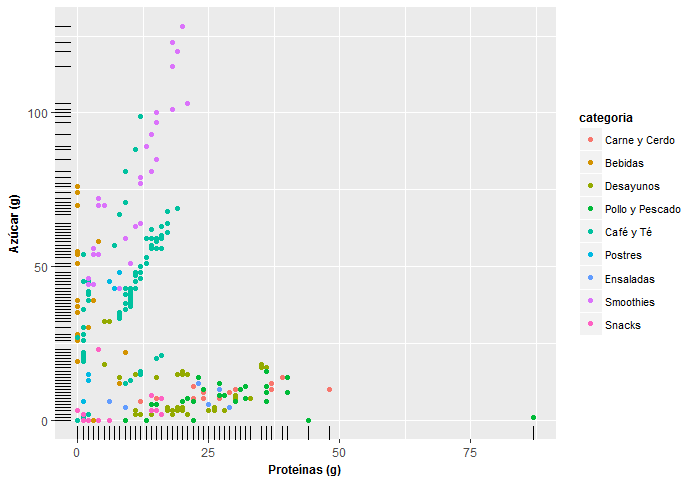 100
50
0
Azúcar (g)
0
25
50
75
Proteínas (g)
categoria
Carne y Cerdo
Bebidas
Desayunos
Pollo y Pescado
Café y Té
Postres
Ensaladas
Smoothies
Snacks